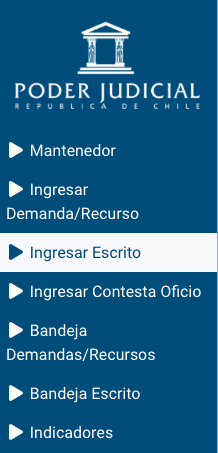 PODER JUDICIAL
REPUBLICA DE CHILE
Mantenedor
Ingresar
Demanda/Recurso
Ingresar Escrito
Ingresar Contesta Oficio
Bandeja
Demandas/Recursos
Bandeja Escrito
Indicadores